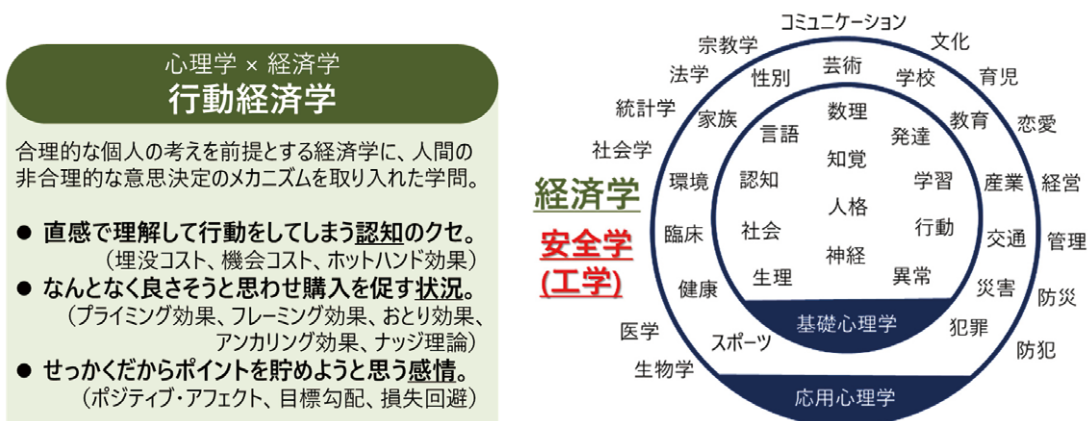 心理学 × 経済学
行動経済学
合理的な個人の考えを前提とする経済学に、人間の
非合理的な意思決定のメカニズムを取り入れた学問。
● 直感で理解して行動をしてしまう認知のクセ。
（埋没コスト、機会コスト、ホットハンド効果）
● なんとなく良さそうと思わせ購入を促す状況。
（プライミング効果、フレーミング効果、おとり効果、
アンカリング効果、ナッジ理論）
● せっかくだからポイントを貯めようと思う感情。
（ポジティブ・アフェクト、目標勾配、損失回避）
経済学
安全学
(工学)
コミュニケーション
宗教学
文化
法学
育児
統計学
恋愛
社会学
経営
管理
防災
医学
防犯
生物学
芸術
性別
学校
家族
教育
環境
産業
臨床
交通
健康
災害
スポーツ
犯罪
応用心理学
数理
言語
発達
知覚
認知
学習
人格
社会
行動
神経
生理
異常
基礎心理学